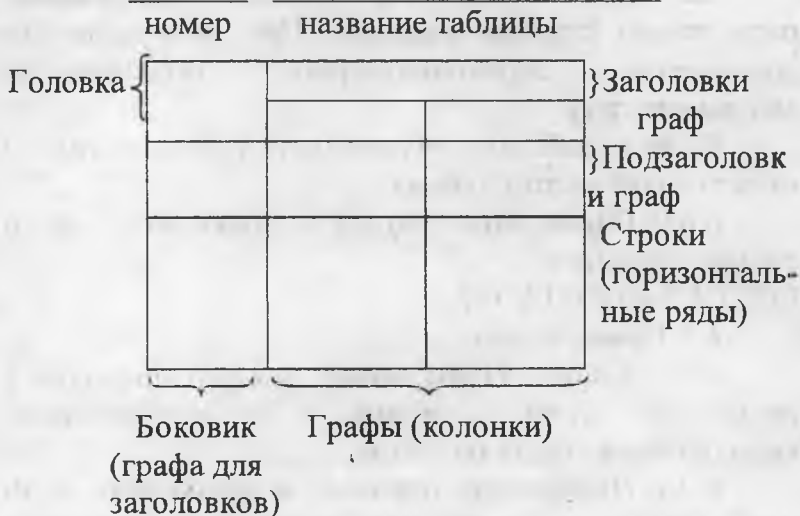 номер название таблицы
Головка { }Заголовки
граф
}Подзаголовк
и граф
Строки
(горизонталь-
ные ряды)
Боковик Графы (колонки)
(графа для
заголовков)